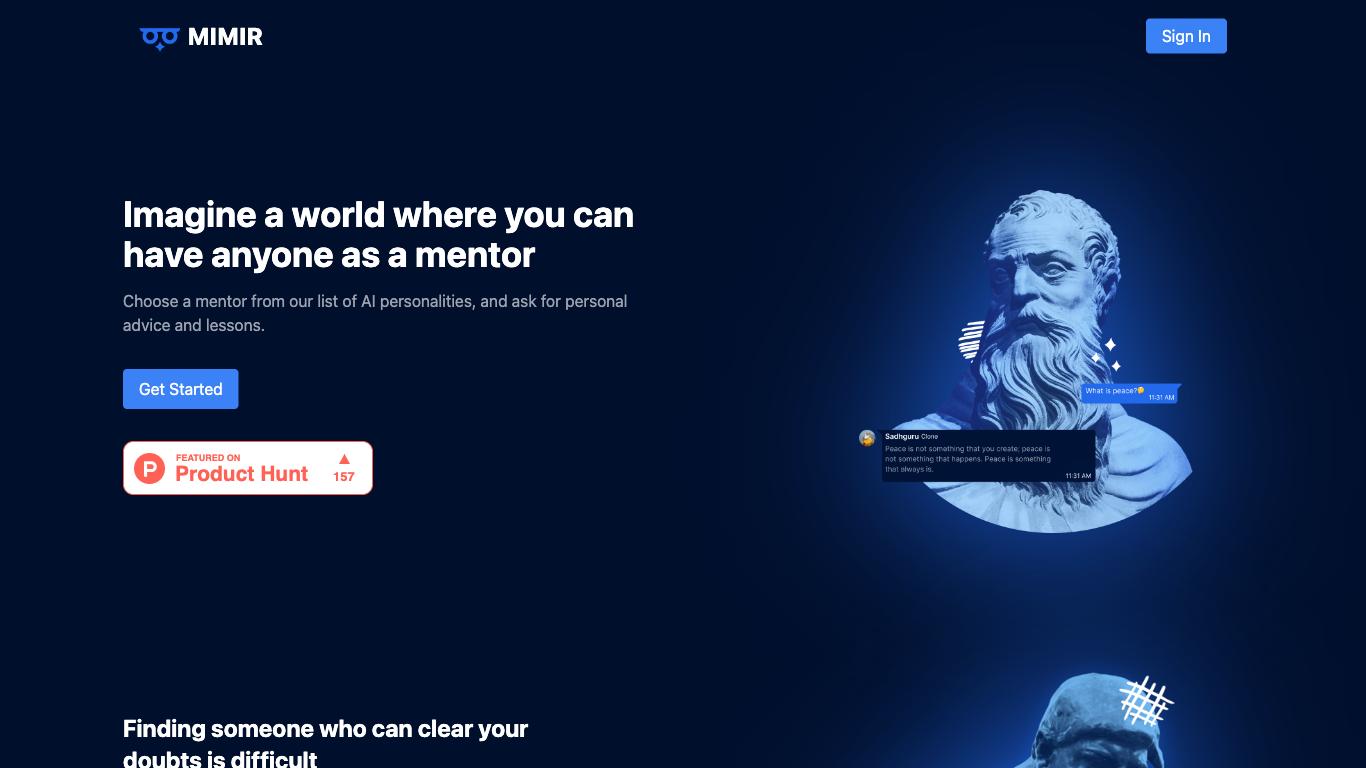 MIMIR
Sign In
Imagine a world where you can
have anyone as a mentor
Choose a mentor from our list of AI personalities, and ask for personal
advice and lessons.
Get Started
FEATURED ON
Product Hunt
157
What is peace?🤔
11:31 AM
Sadhguru Clone
Peace is not something that you create; peace is
not something that happens. Peace is something
that always is.
11:31 AM
Finding someone who can clear your
doubts is difficult